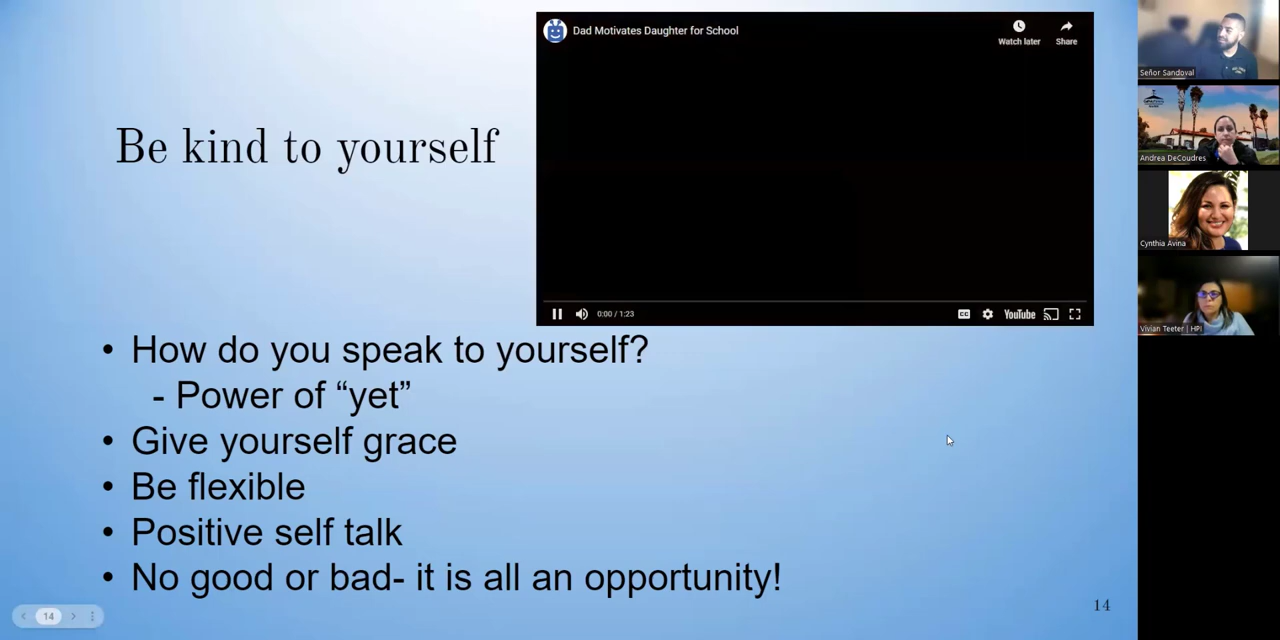 Dad Motivates Daughter for School
Watch later
Share
Be kind to yourself
0:00 / 1:23
CC
YouTube
• How do you speak to yourself?
- Power of “yet”
• Give yourself grace
• Be flexible
• Positive self talk
• No good or bad- it is all an opportunity!
14
14
Señor Sandoval
Andrea DeCoudres
Cynthia Avina
Vivian Teeter | HPI